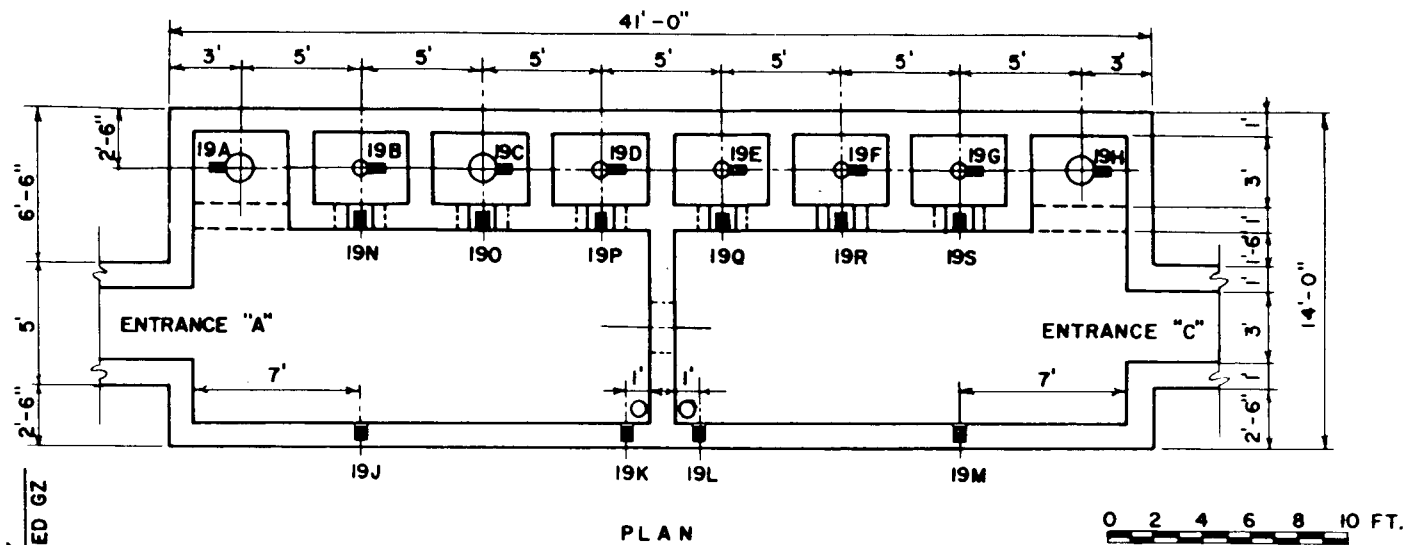 41'-0"
3' 5' 5' 5' 5' 5' 5' 5' 3'
2'-6"
6'-6"
5'
2'-6"
19A 19B 19C 19D 19E 19F 19G 19H
1'
3'
1'
1'-6"
1'
3'
1'
2'-6"
14'-0"
19N 19O 19P 19Q 19R 19S
ENTRANCE "A"
ENTRANCE "C"
7' 1' 1' 7'
19J 19K 19L 19M
ED GZ
PLAN
0 2 4 6 8 10 FT.